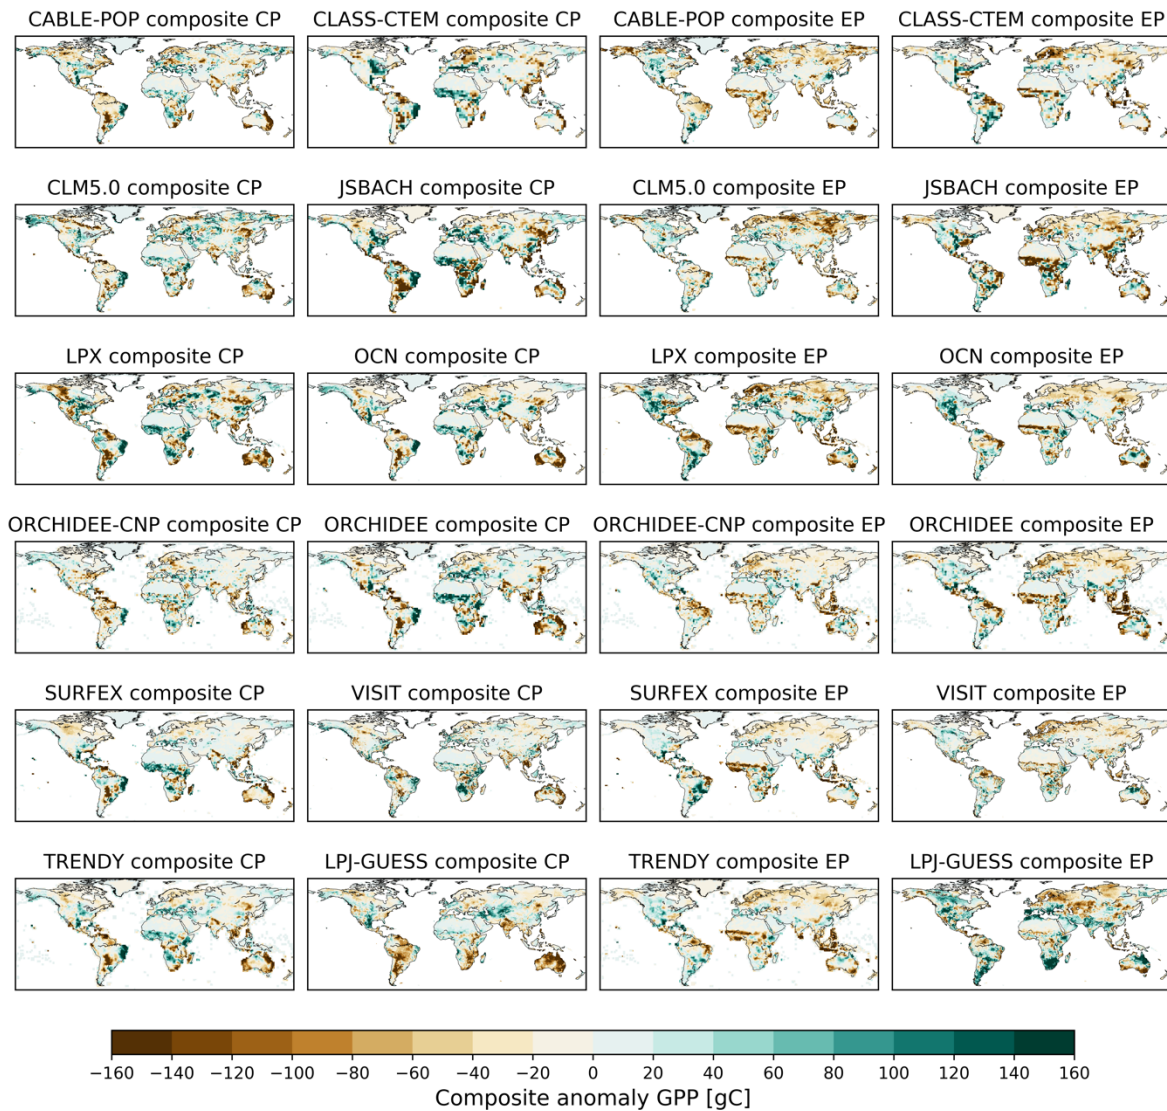 CABLE-POP composite CP CLASS-CTEM composite CP CABLE-POP composite EP CLASS-CTEM composite EP
CLM5.0 composite CP JSBACH composite CP CLM5.0 composite EP JSBACH composite EP
LPX composite CP OCN composite CP LPX composite EP OCN composite EP
ORCHIDEE-CNP composite CP ORCHIDEE composite CP ORCHIDEE-CNP composite EP ORCHIDEE composite EP
SURFEX composite CP VISIT composite CP SURFEX composite EP VISIT composite EP
TRENDY composite CP LPJ-GUESS composite CP TRENDY composite EP LPJ-GUESS composite EP
−160 −140 −120 −100 −80 −60 −40 −20 0 20 40 60 80 100 120 140 160
Composite anomaly GPP [gC]